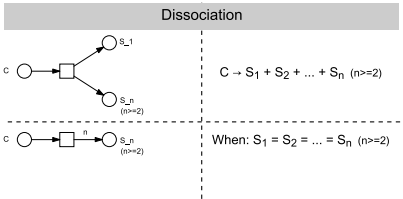 Dissociation
S_1
C
S_n
(n>=2)
C → S1 + S2 + ... + Sn (n>=2)
C
n
S_n
(n>=2)
When: S1 = S2 = ... = Sn (n>=2)